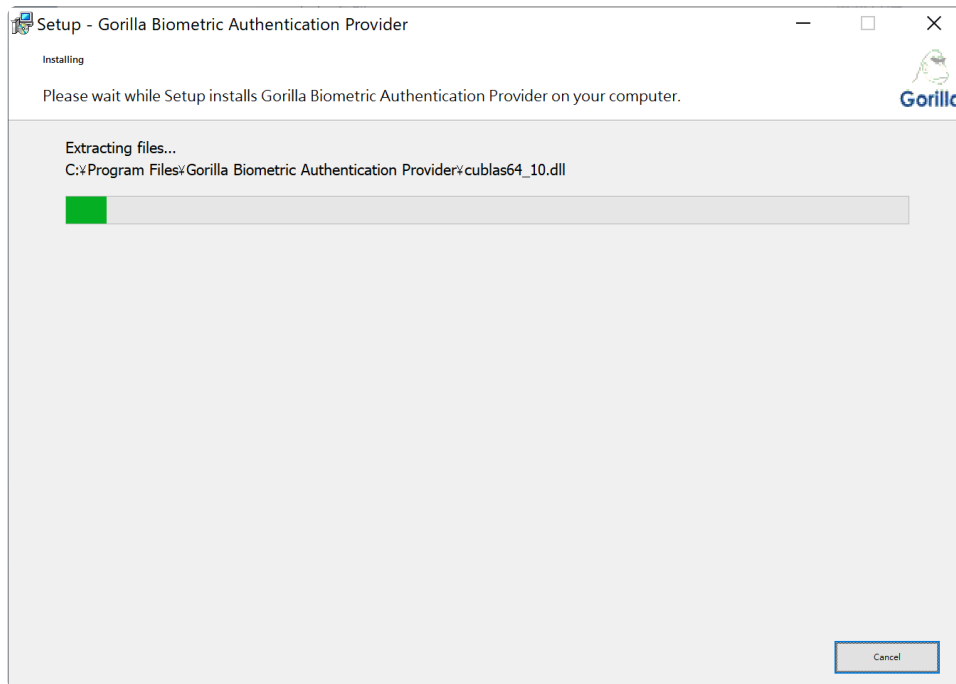 Setup - Gorilla Biometric Authentication Provider
Installing
Please wait while Setup installs Gorilla Biometric Authentication Provider on your computer.
Gorilla
Extracting files...
C:¥Program Files¥Gorilla Biometric Authentication Provider¥cublas64_10.dll
Cancel